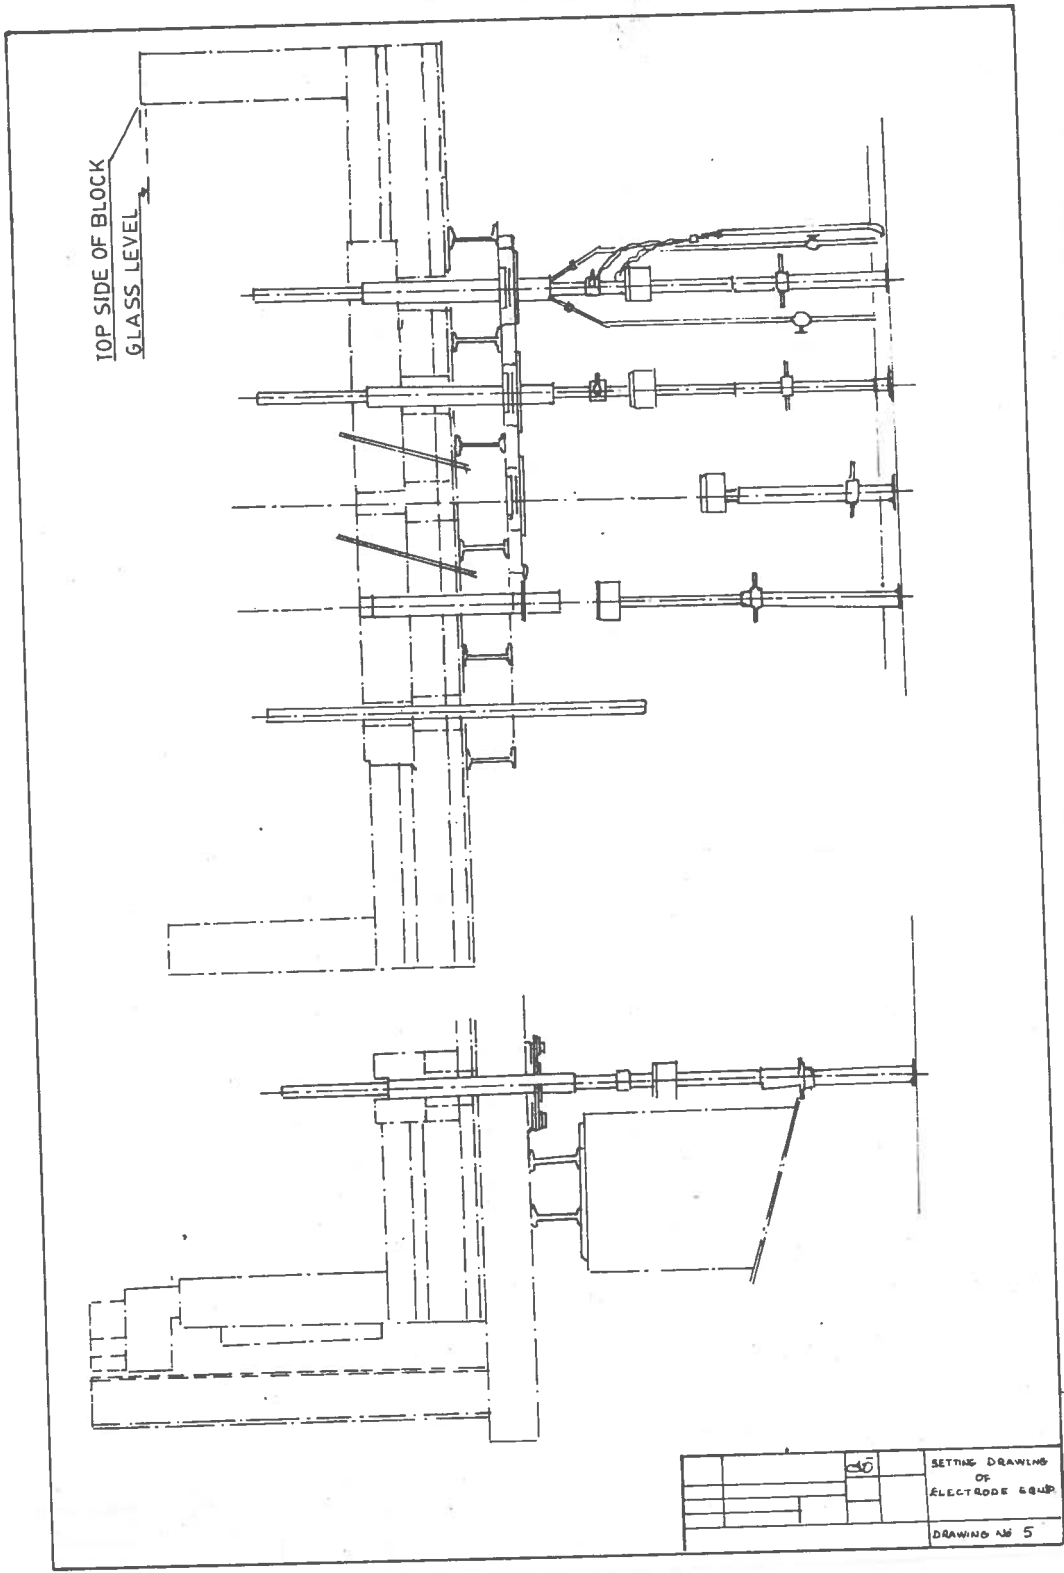 TOP SIDE OF BLOCK
GLASS LEVEL
SETTING DRAWING
OF
ELECTRODE EQUIP.
DRAWING No 5